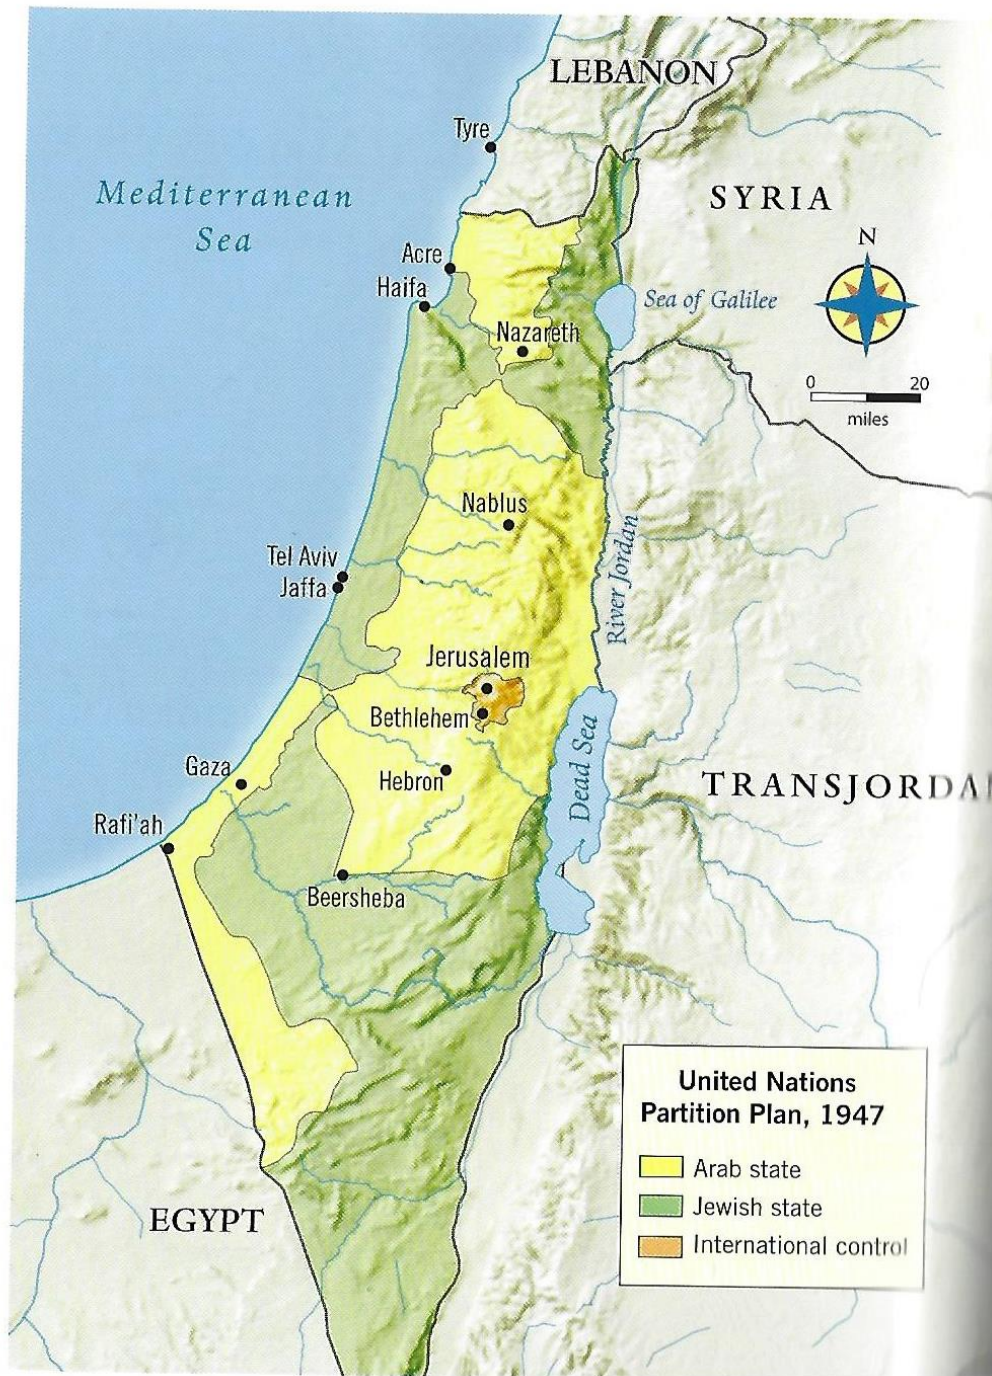 LEBANON
Tyre
Mediterranean
Sea
SYRIA
N
Acre
Haifa
Sea of Galilee
Nazareth
0 20
miles
Nablus
Tel Aviv
Jaffa
River Jordan
Jerusalem
Bethlehem
Dead Sea
Gaza
Hebron
TRANSJORDAN
Rafi'ah
Beersheba
United Nations
Partition Plan, 1947
Arab state
Jewish state
International control
EGYPT